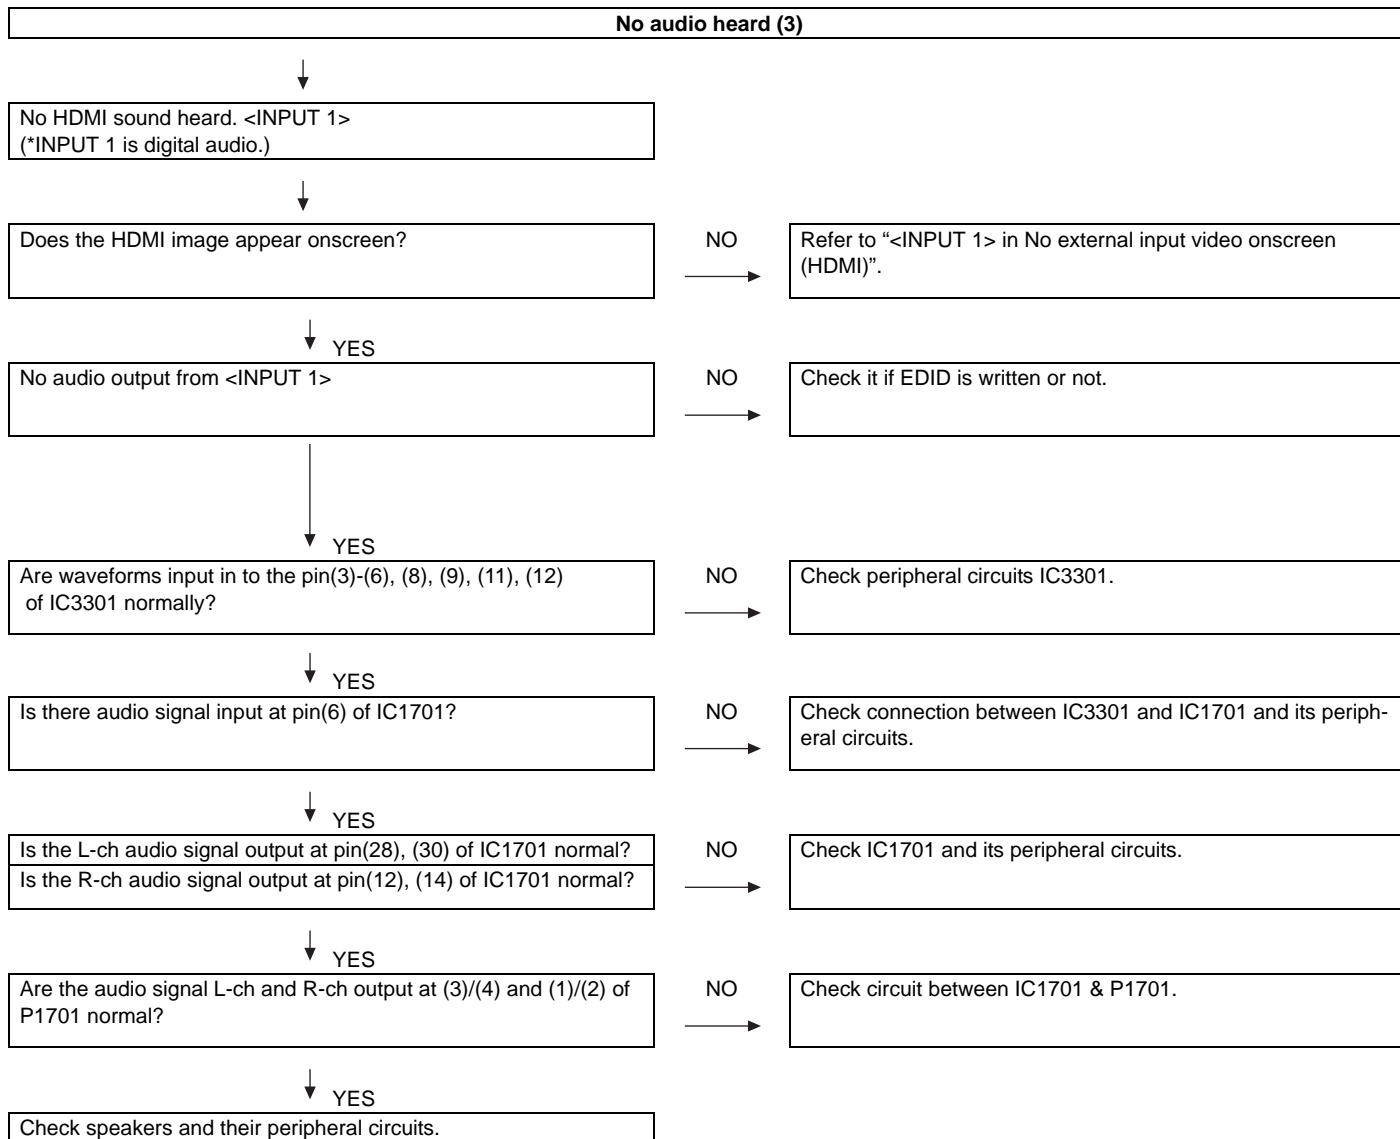 No audio heard (3)
No HDMI sound heard. <INPUT 1>
(*INPUT 1 is digital audio.)
Does the HDMI image appear onscreen?
NO
Refer to “<INPUT 1> in No external input video onscreen
(HDMI)”.
YES
No audio output from <INPUT 1>
NO
Check it if EDID is written or not.
YES
Are waveforms input in to the pin(3)-(6), (8), (9), (11), (12)
of IC3301 normally?
NO
Check peripheral circuits IC3301.
YES
Is there audio signal input at pin(6) of IC1701?
NO
Check connection between IC3301 and IC1701 and its periph-
eral circuits.
YES
Is the L-ch audio signal output at pin(28), (30) of IC1701 normal?
Is the R-ch audio signal output at pin(12), (14) of IC1701 normal?
NO
Check IC1701 and its peripheral circuits.
YES
Are the audio signal L-ch and R-ch output at (3)/(4) and (1)/(2) of
P1701 normal?
NO
Check circuit between IC1701 & P1701.
YES
Check speakers and their peripheral circuits.